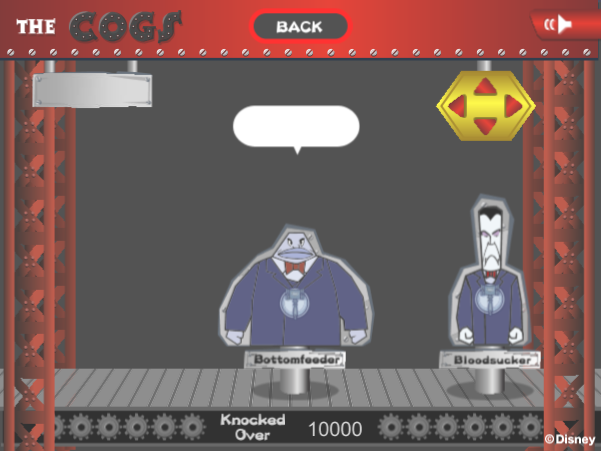 THE COGS
BACK
Bottomfeeder
Bloodsucker
Knocked
Over
10000
©Disney